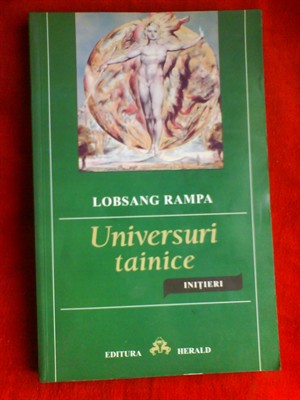 LOBSANG RAMPA
Universuri
tainice
INIȚIERI
EDITURA HERALD